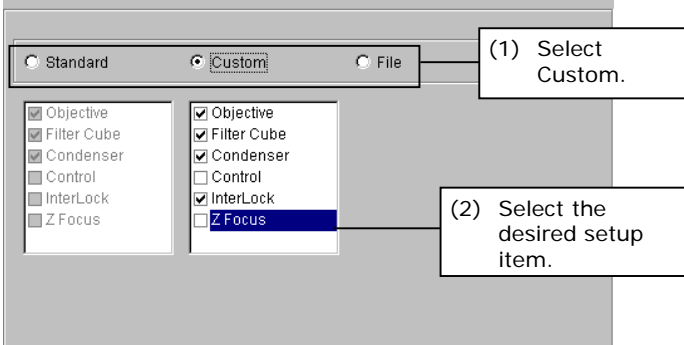 Standard
Custom
File
(1) Select
Custom.
Objective
Filter Cube
Condenser
Control
InterLock
Z Focus
Objective
Filter Cube
Condenser
Control
InterLock
Z Focus
(2) Select the
desired setup
item.